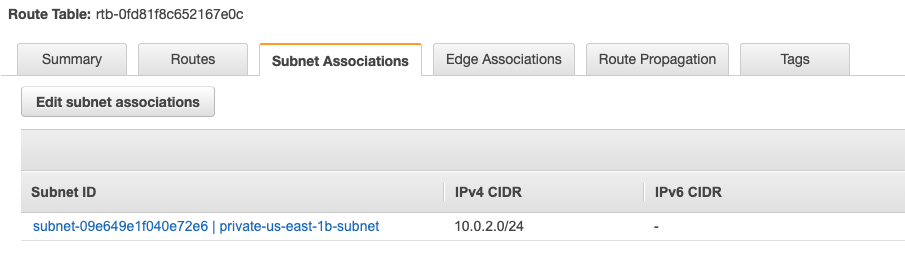 Route Table: rtb-0fd81f8c652167e0c
Summary Routes Subnet Associations Edge Associations Route Propagation Tags
Edit subnet associations
Subnet ID IPv4 CIDR IPv6 CIDR
subnet-09e649e1f040e72e6 | private-us-east-1b-subnet 10.0.2.0/24 -